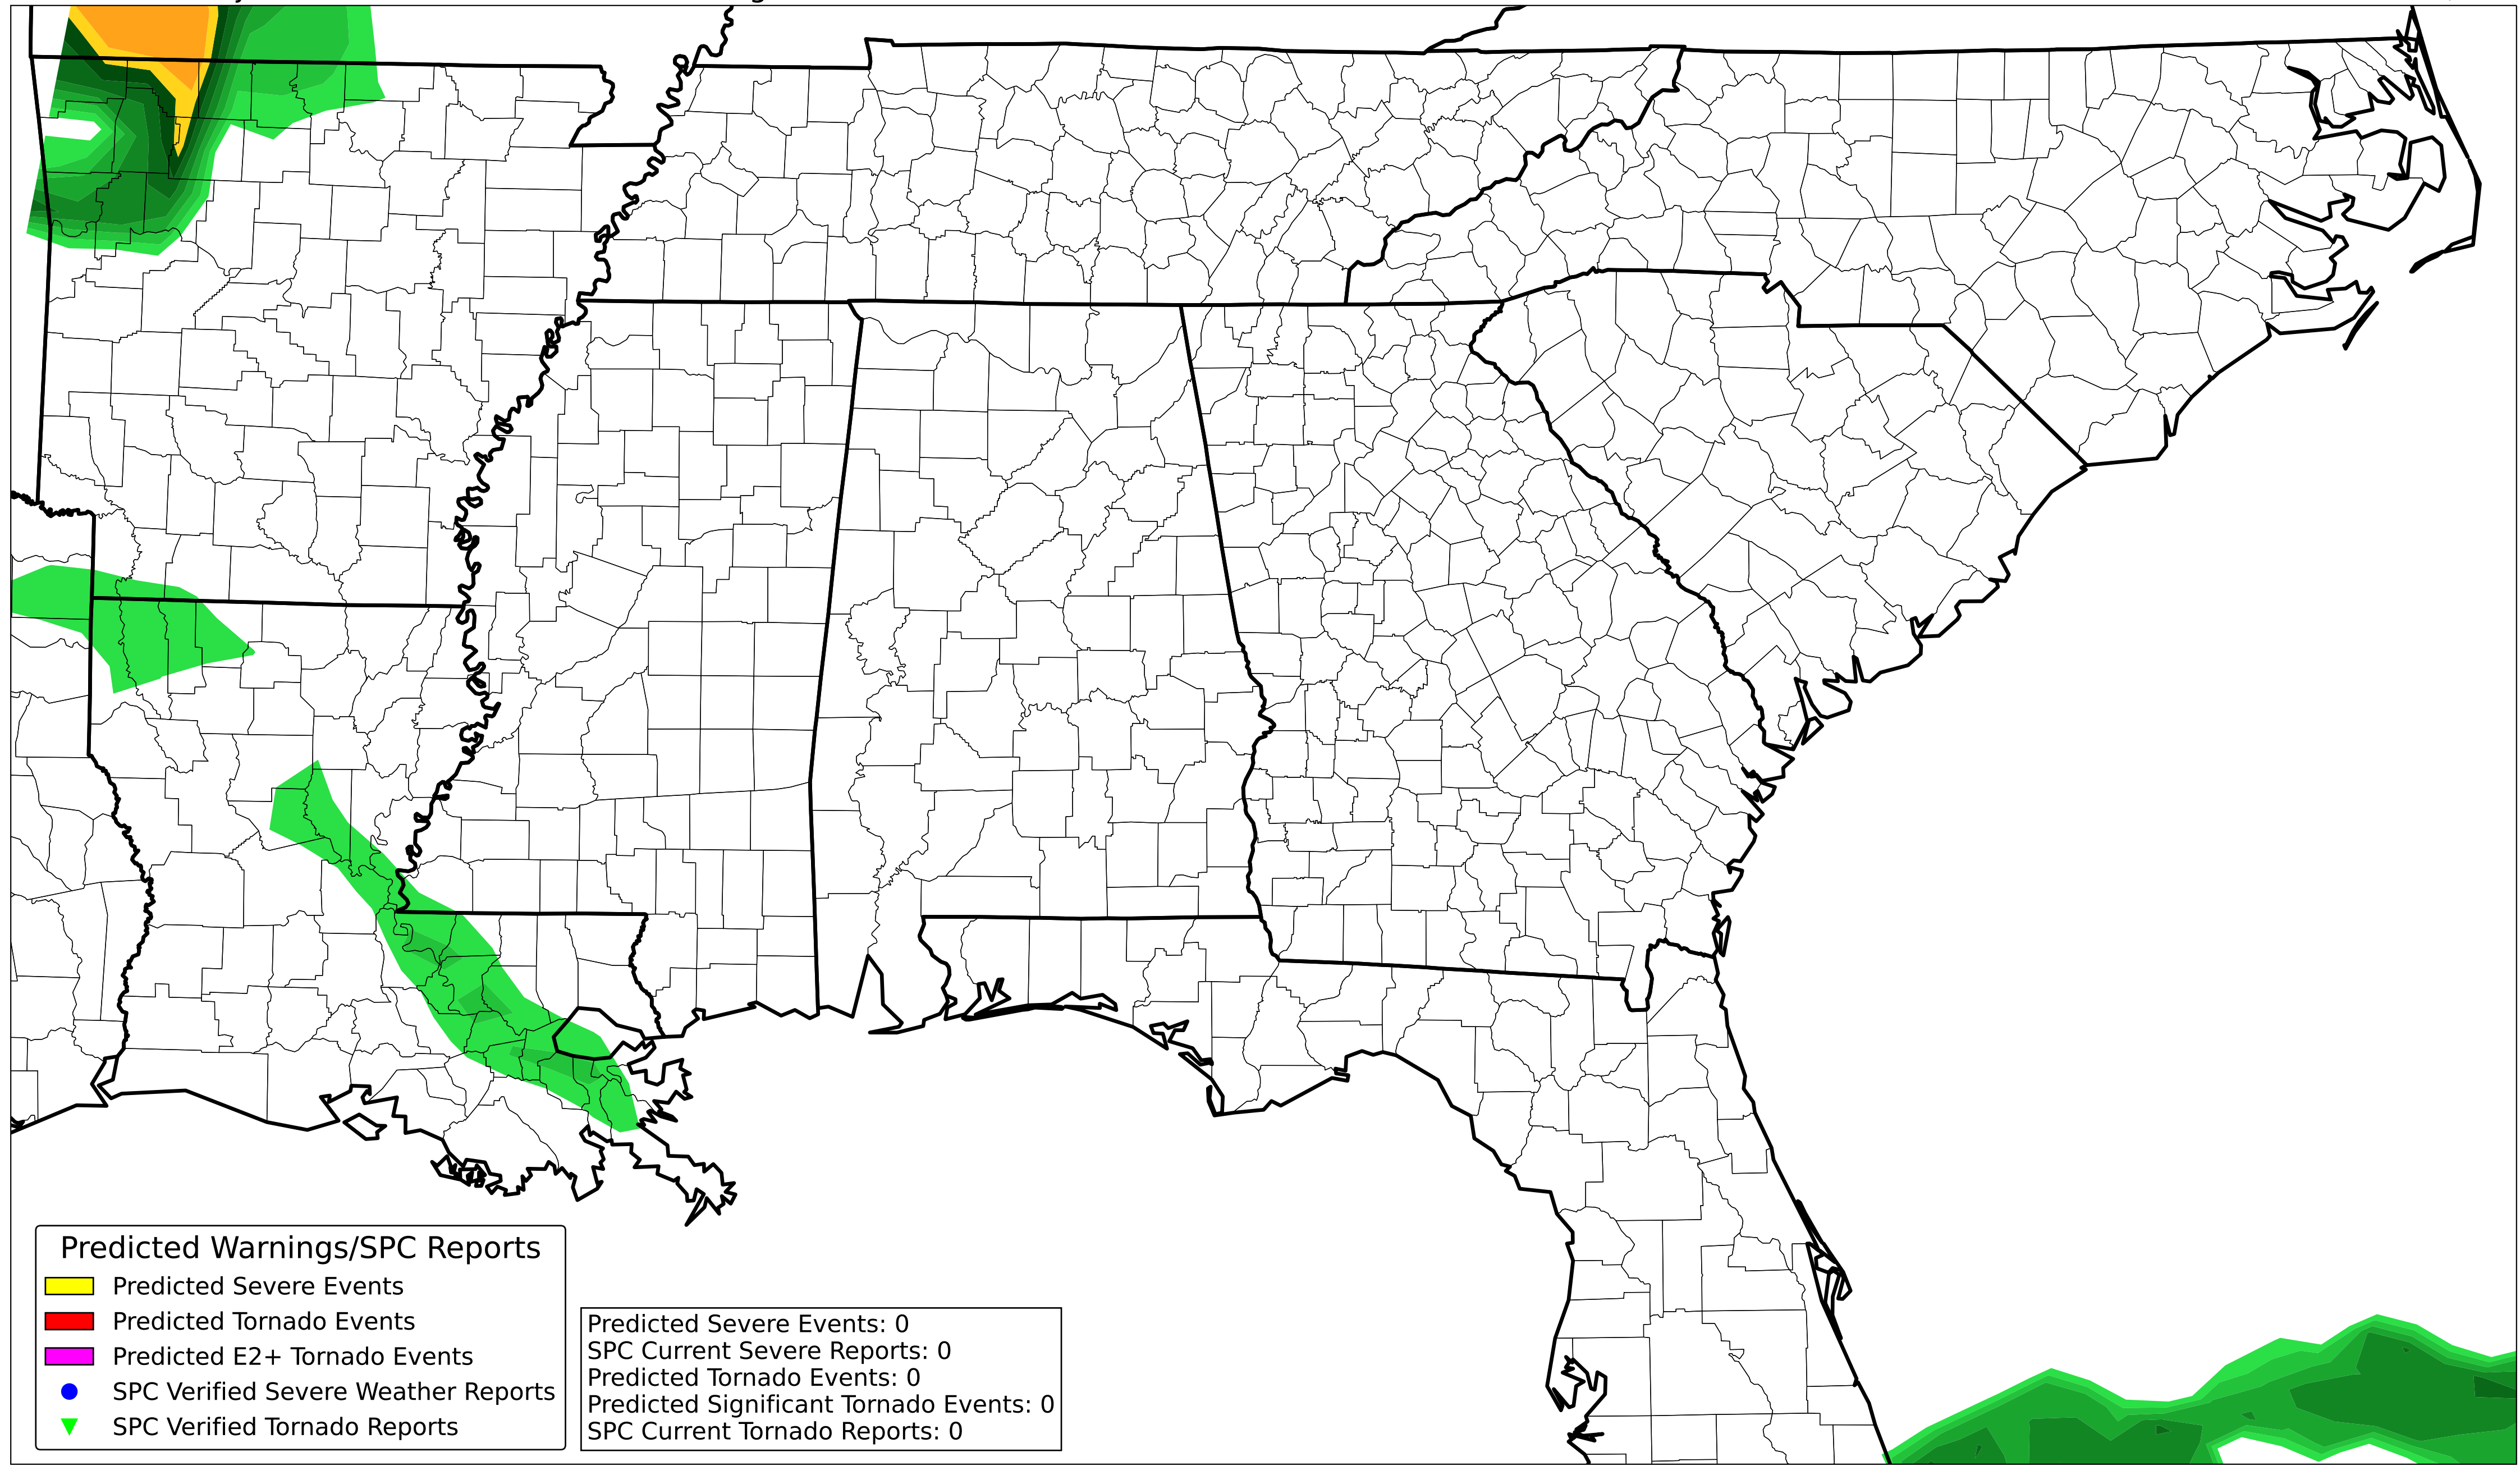 Predicted Warnings/SPC Reports
Predicted Severe Events
Predicted Tornado Events
Predicted E2+ Tornado Events
SPC Verified Severe Weather Reports
SPC Verified Tornado Reports
Predicted Severe Events: 0
SPC Current Severe Reports: 0
Predicted Tornado Events: 0
Predicted Significant Tornado Events: 0
SPC Current Tornado Reports: 0